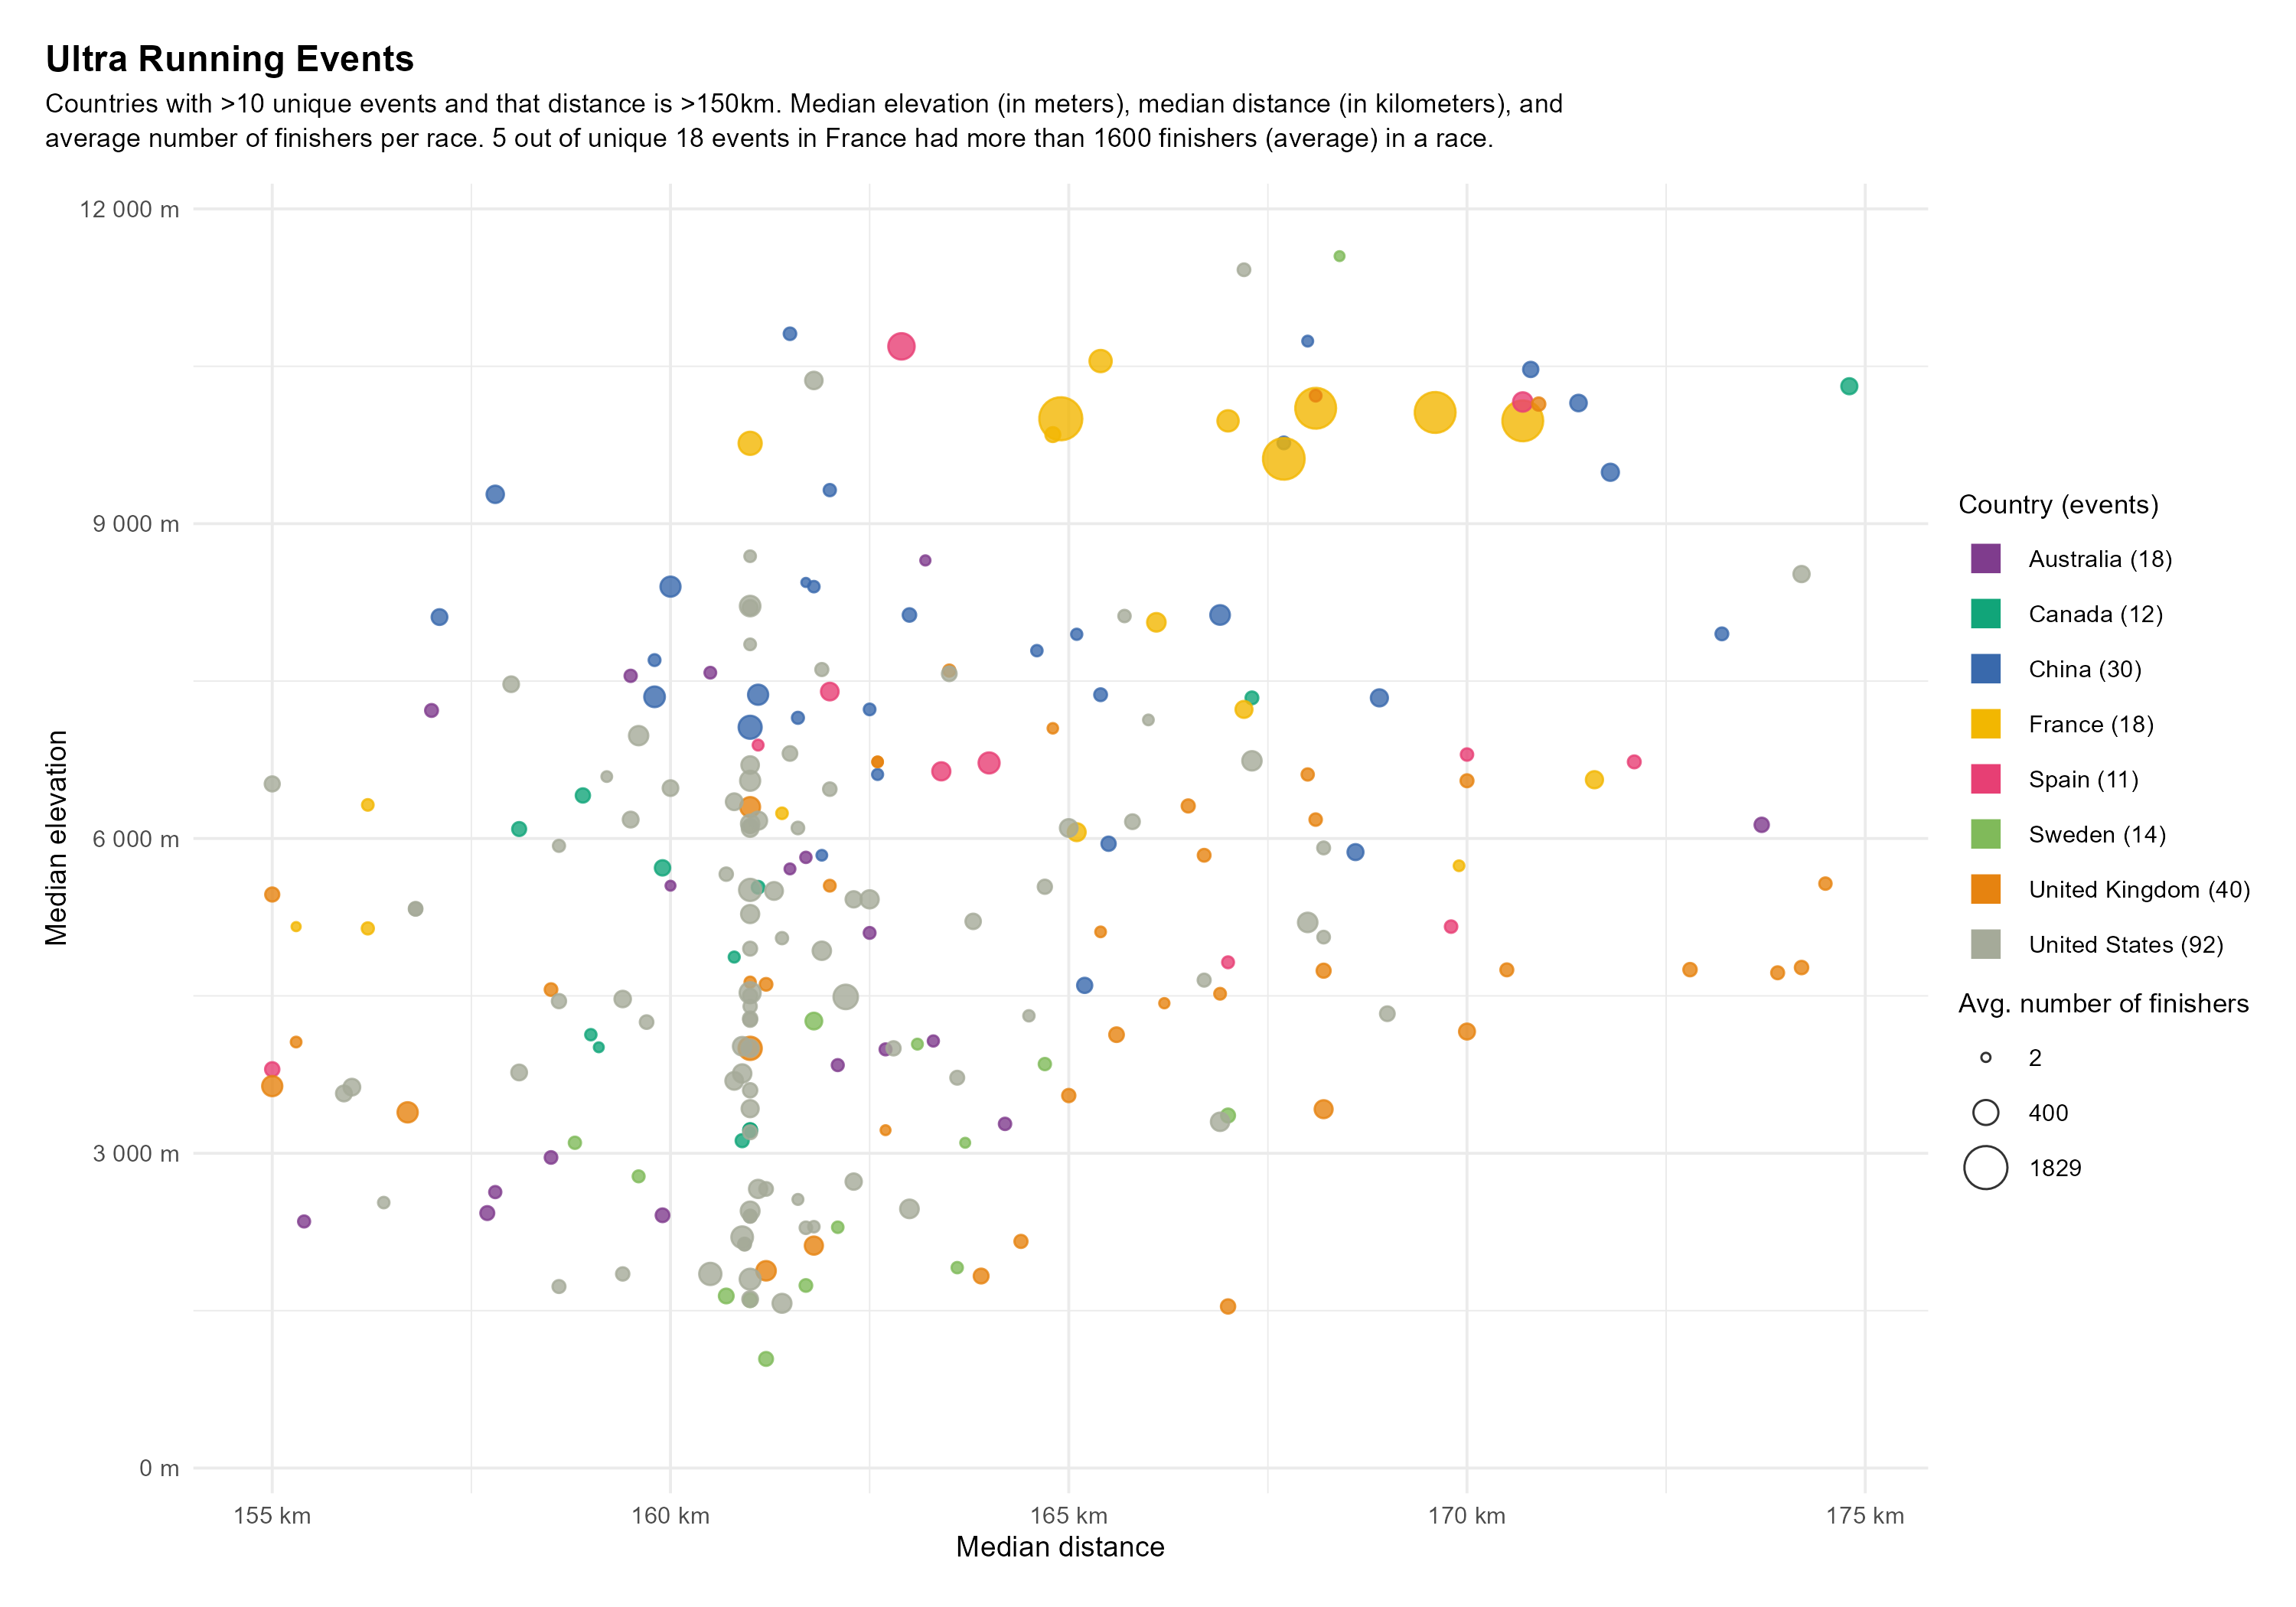 Ultra Running Events
Countries with >10 unique events and that distance is >150km. Median elevation (in meters), median distance (in kilometers), and
average number of finishers per race. 5 out of unique 18 events in France had more than 1600 finishers (average) in a race.
12 000 m
9 000 m
6 000 m
3 000 m
0 m
Median elevation
155 km
160 km
165 km
170 km
175 km
Median distance
Country (events)
Australia (18)
Canada (12)
China (30)
France (18)
Spain (11)
Sweden (14)
United Kingdom (40)
United States (92)
Avg. number of finishers
2
400
1829